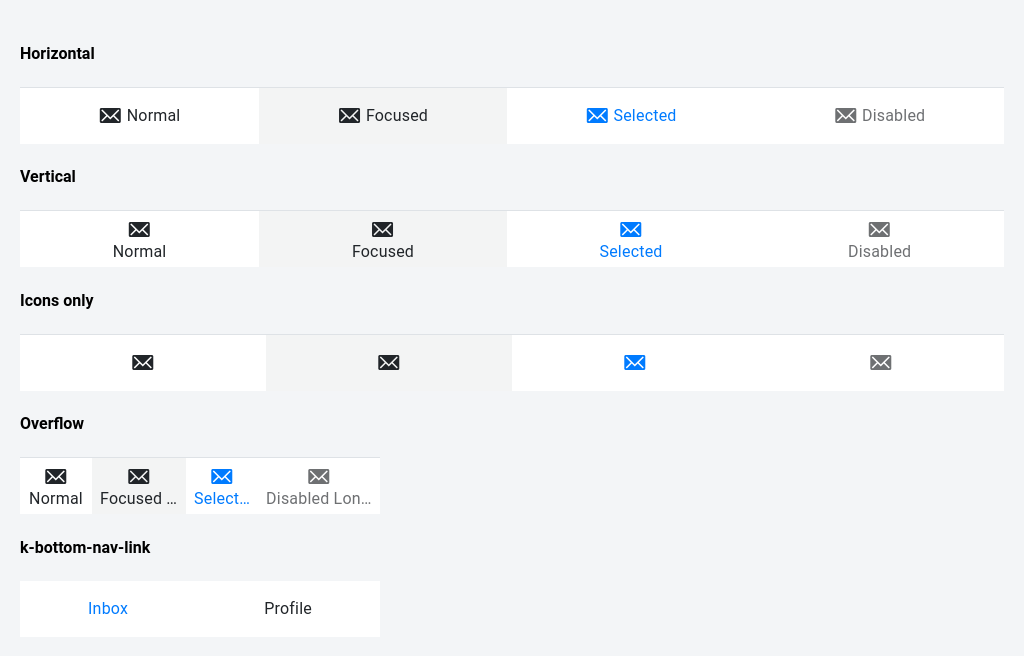 Horizontal
Normal Focused Selected Disabled
Vertical
Normal Focused Selected Disabled
Icons only
Overflow
Normal Focused ... Select... Disabled Lon...
k-bottom-nav-link
Inbox Profile